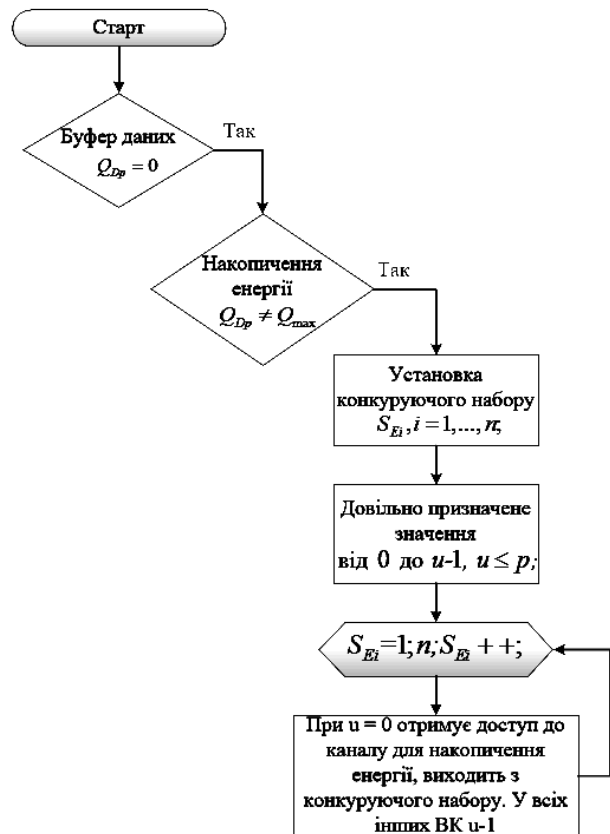 Старт
Буфер даних
Q_Dp = 0
Так
Накопичення
енергії
Q_Dp ≠ Q_max
Так
Установка
конкуруючого набору
S_Ei, i = 1,..., n;
Довільно призначене
значення
від 0 до u-1, u ≤ p;
S_Ei=1; n; S_Ei ++;
При u = 0 отримує доступ до
каналу для накопичення
енергії, виходить з
конкуруючого набору. У всіх
інших ВК u-1